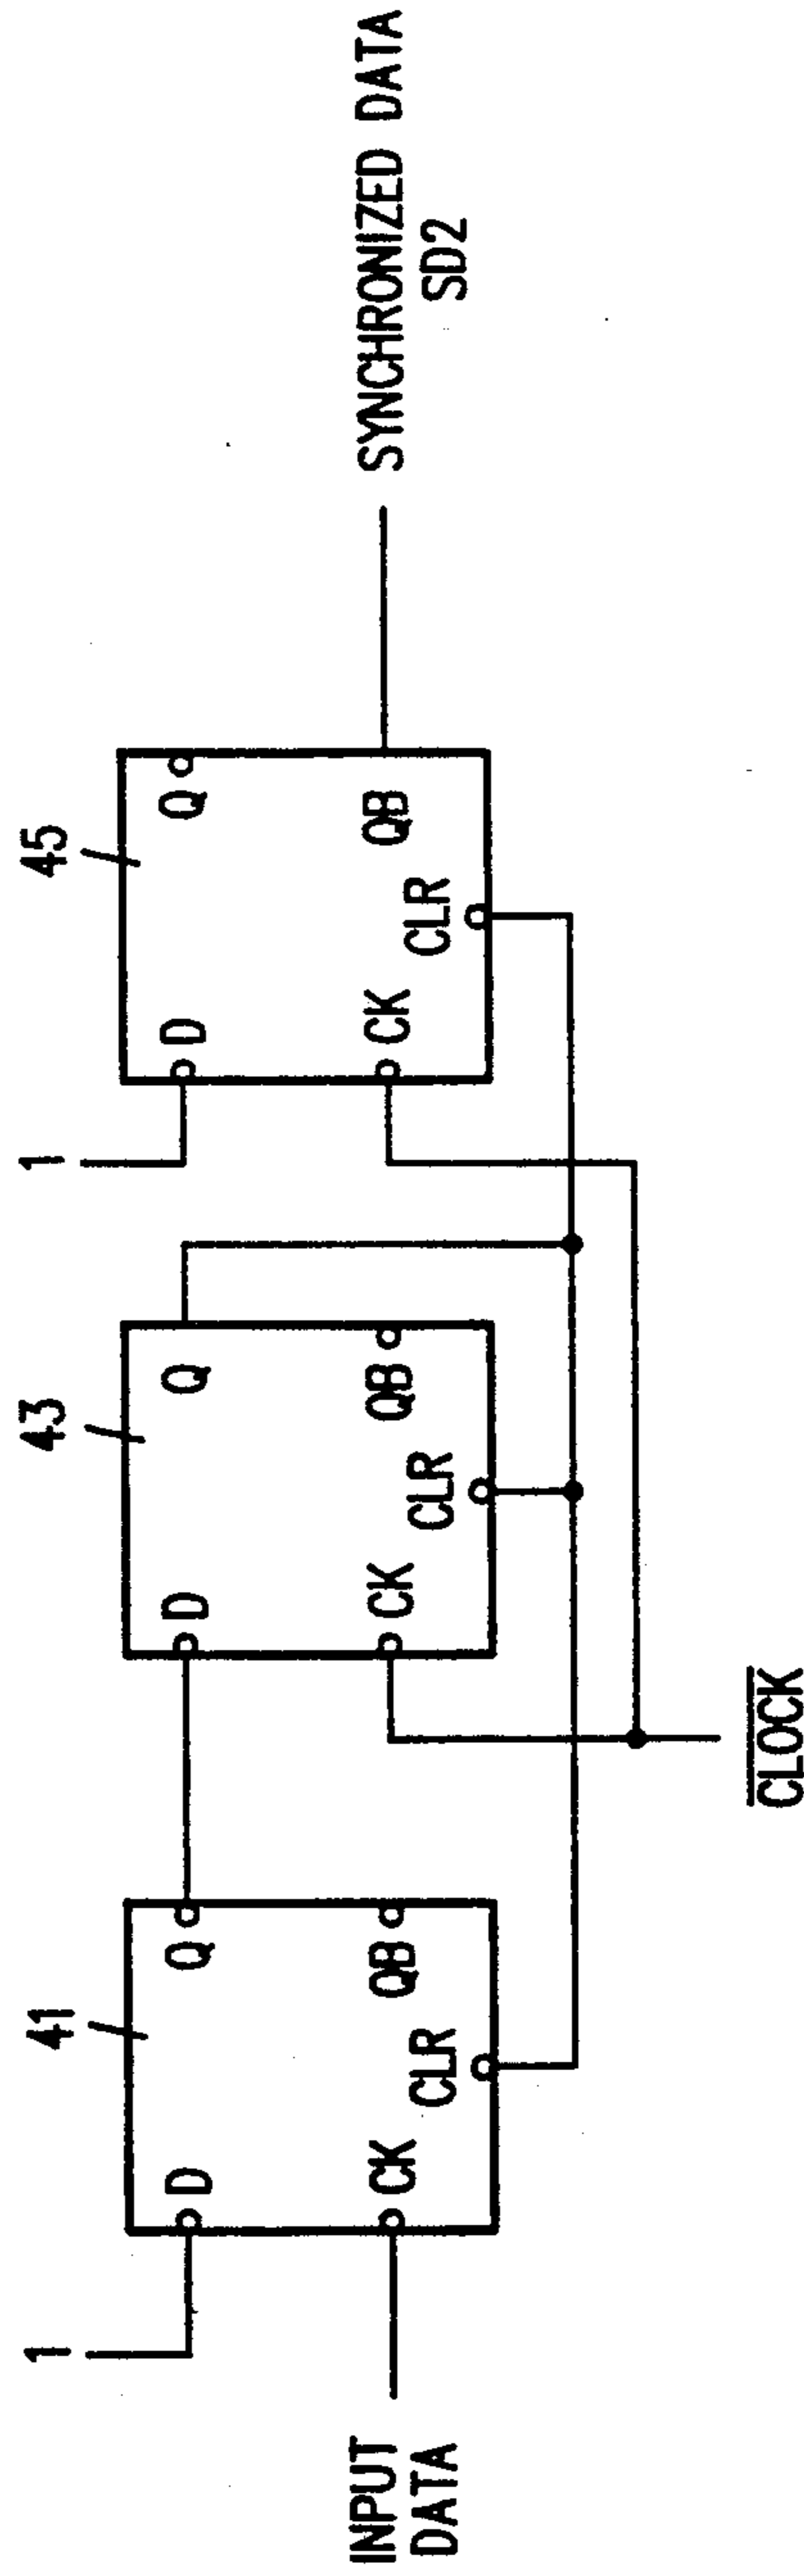 41
43
45
1
D
Q
CK
QB
CLR
D
Q
CK
QB
CLR
1
D
Q
CK
QB
CLR
INPUT
DATA
SYNCHRONIZED DATA
SD2
CLOCK